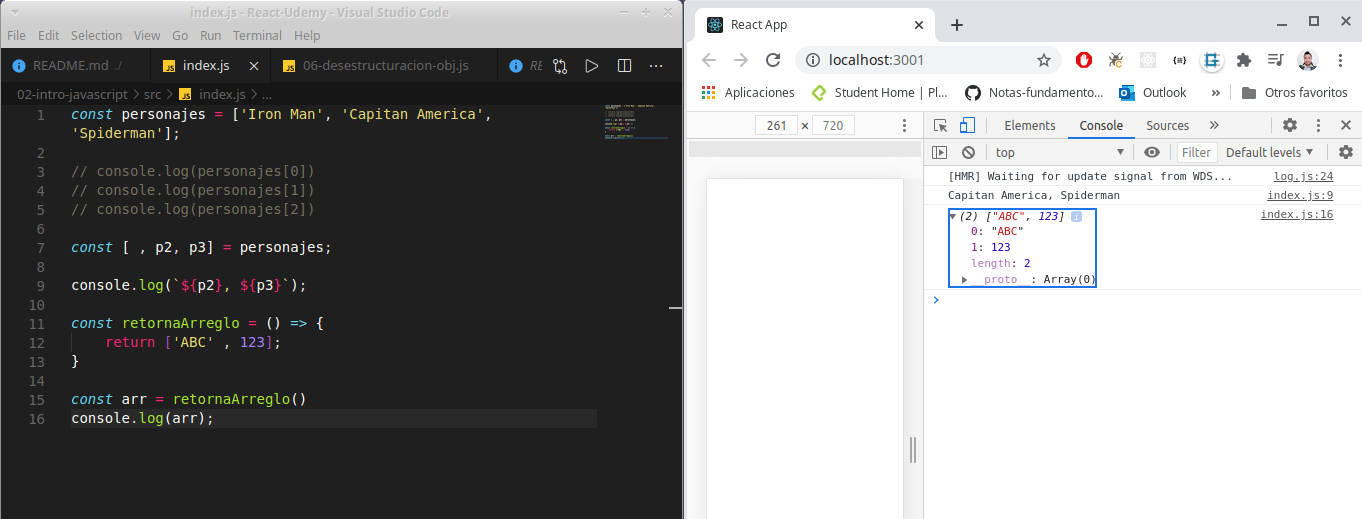 index.js - React-Udemy - Visual Studio Code
File Edit Selection View Go Run Terminal Help
README.md ./ index.js 06-desestructuracion-obj.js RE
02-intro-javascript > src > index.js > ...
1 const personajes = ['Iron Man', 'Capitan America',
'Spiderman'];
2
3 // console.log(personajes[0])
4 // console.log(personajes[1])
5 // console.log(personajes[2])
6
7 const [ , p2, p3] = personajes;
8
9 console.log(`${p2}, ${p3}`);
10
11 const retornaArreglo = () => {
12 return ['ABC' , 123];
13 }
14
15 const arr = retornaArreglo()
16 console.log(arr);
React App
localhost:3001
Aplicaciones Student Home | Pl... Notas-fundamento... Outlook » Otros favoritos
261 × 720
Elements Console Sources »
top Filter Default levels
[HMR] Waiting for update signal from WDS... log.js:24
Capitan America, Spiderman index.js:9
(2) ["ABC", 123] index.js:16
0: "ABC"
1: 123
length: 2
__proto__: Array(0)